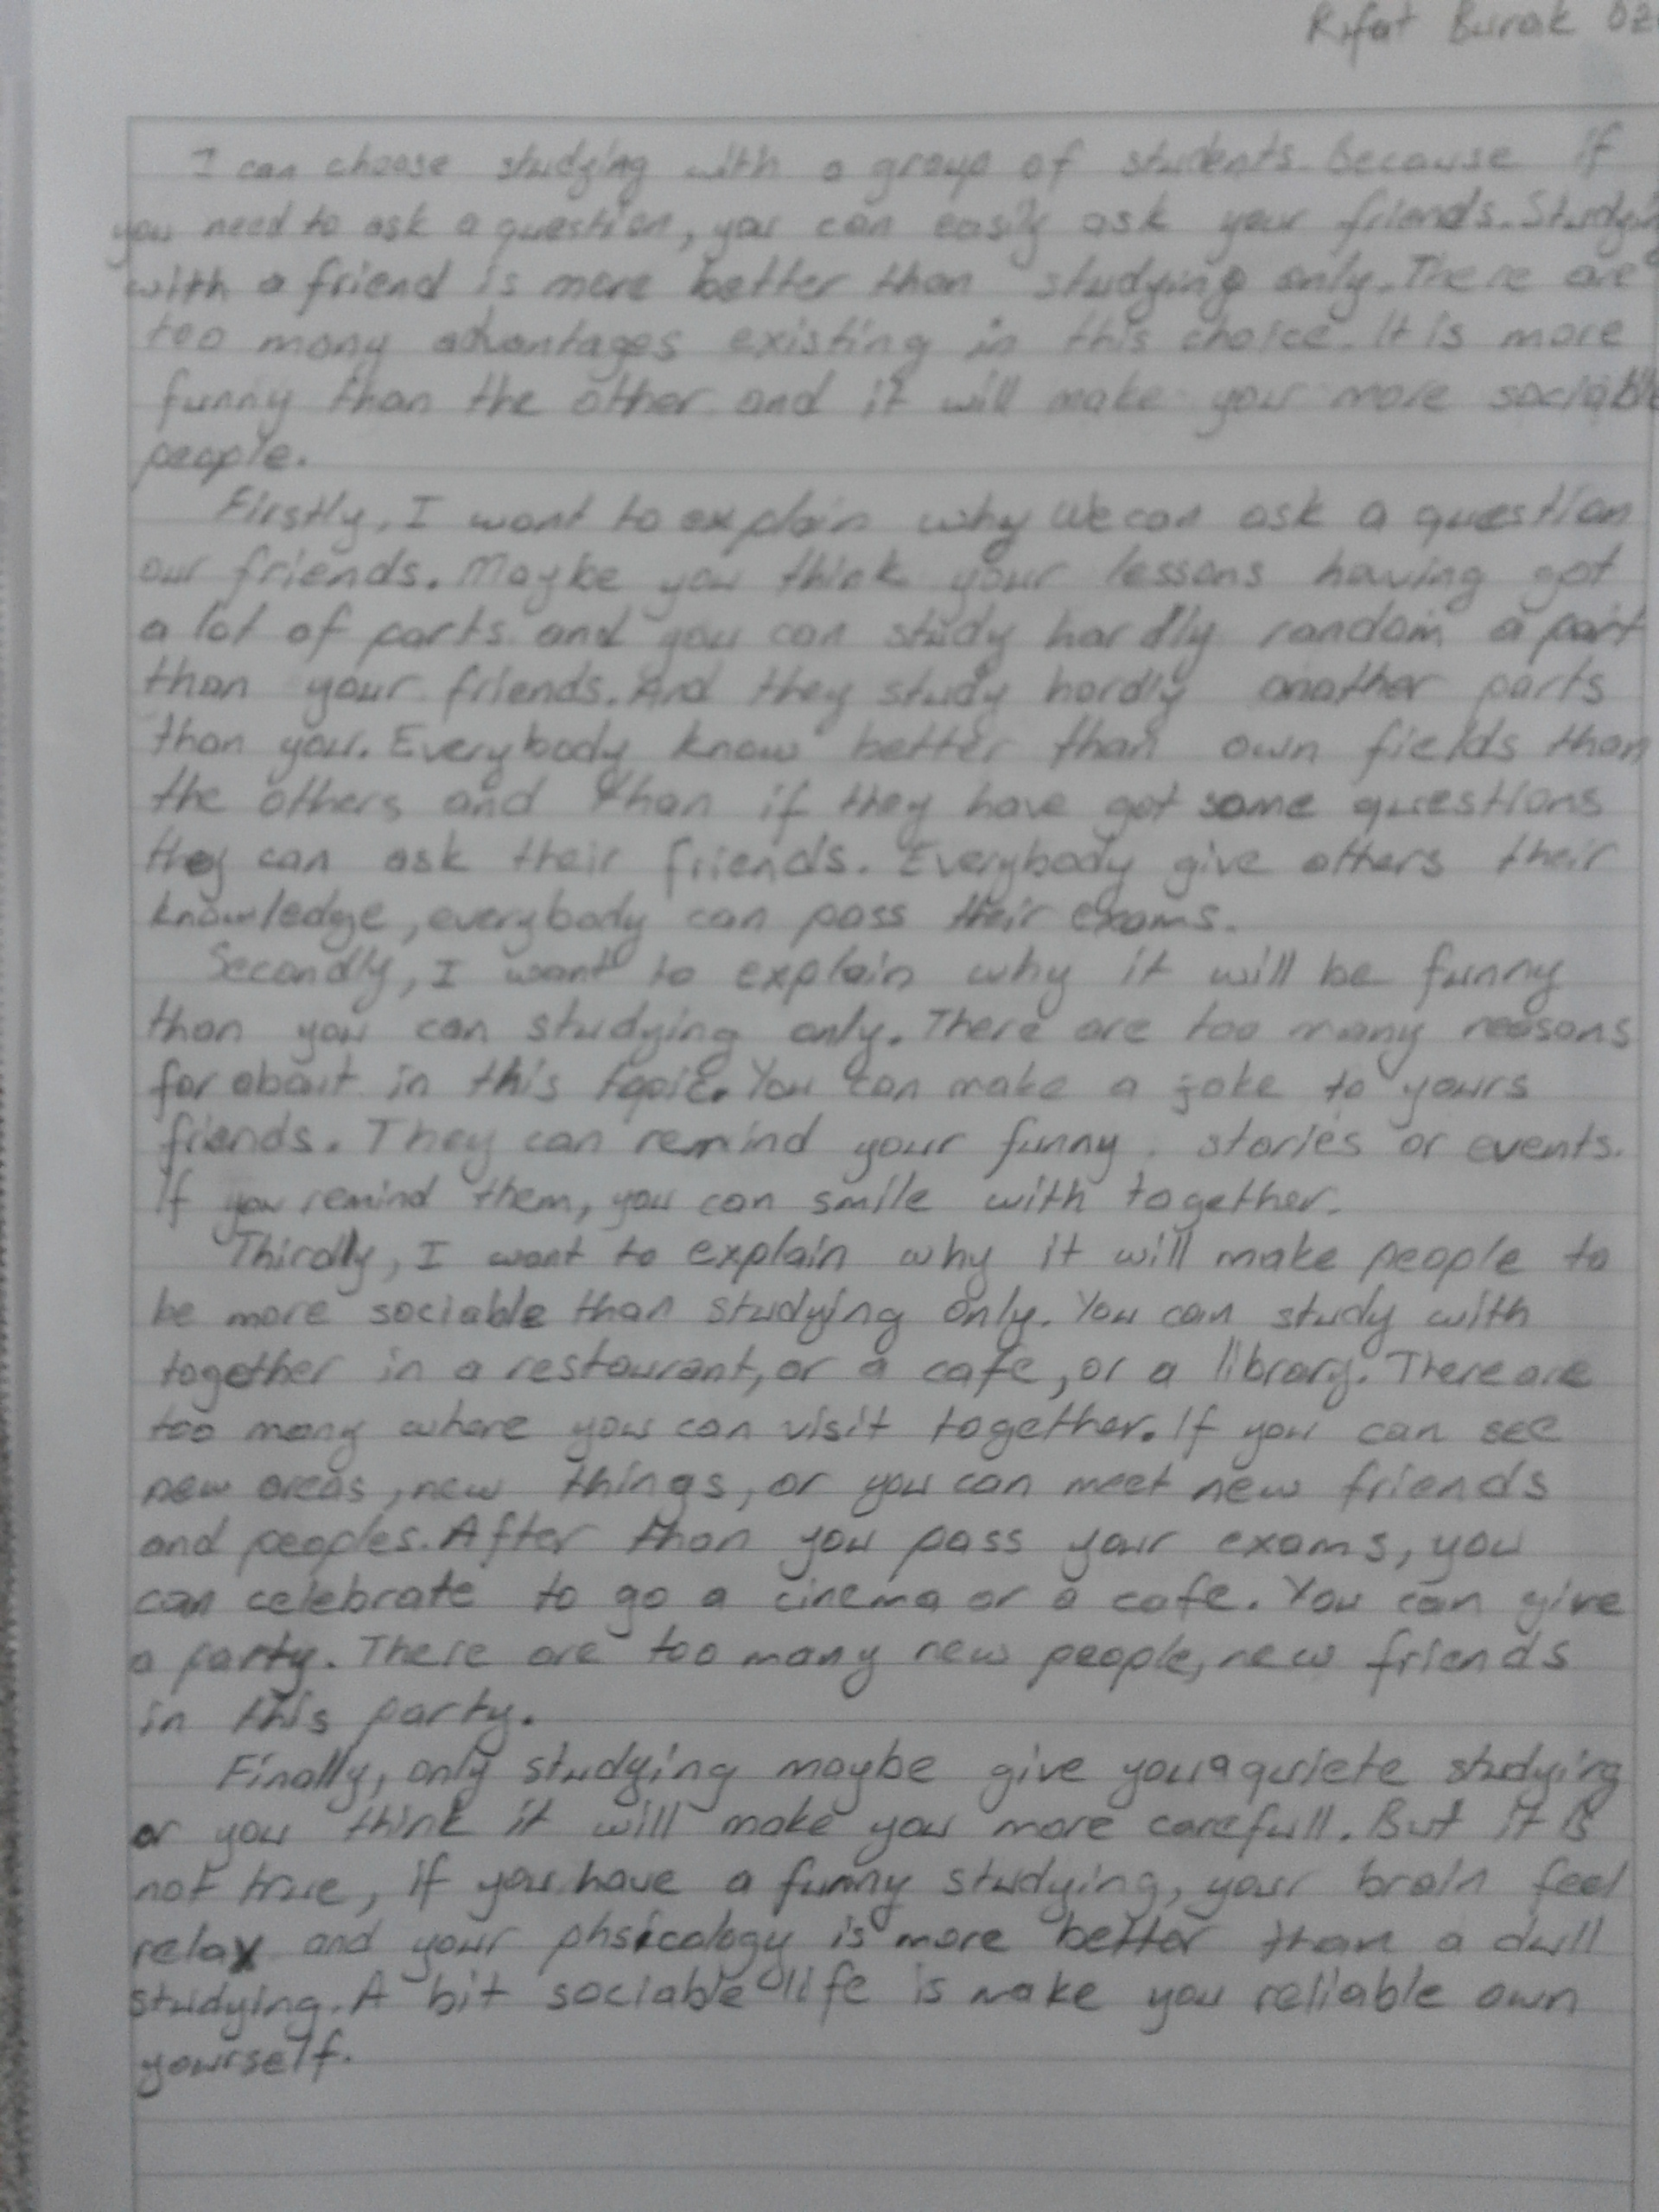 Rıfat Burak
I can choose studying with a group of students. Because if
you need to ask a question, you can easily ask your friends. Studying
with a friend is more better than studying only. There are
too many advantages existing in this choice. It is more
funny than the other and it will make your more sociable
people.
Firstly, I want to explain why we can ask a question
our friends. Maybe you think your lessons having got
a lot of parts and you can study hardly random a part
than your friends. And they study hardly another parts
than you. Everybody know better than own fields than
the others and than if they have got some questions
they can ask their friends. Everybody give others their
knowledge, everybody can pass their exams.
Secondly, I want to explain why it will be funny
than you can studying only. There are too many reasons
for about in this topic. You can make a joke to yours
friends. They can remind your funny stories or events.
If you remind them, you can smile with together.
Thirdly, I want to explain why it will make people to
be more sociable than studying only. You can study with
together in a restaurant, or a cafe, or a library. There are
too many where you can visit together. If you can see
new areas, new things, or you can meet new friends
and peoples. After than you pass your exams, you
can celebrate to go a cinema or a cafe. You can give
a party. There are too many new people, new friends
in this party.
Finally, only studying maybe give you a quiete studying
or you think it will make you more carefull. But it is
not true, if you have a funny studying, your brain feel
relax and your phsicology is more better than a dull
studying. A bit sociable life is make you reliable own
yourself.